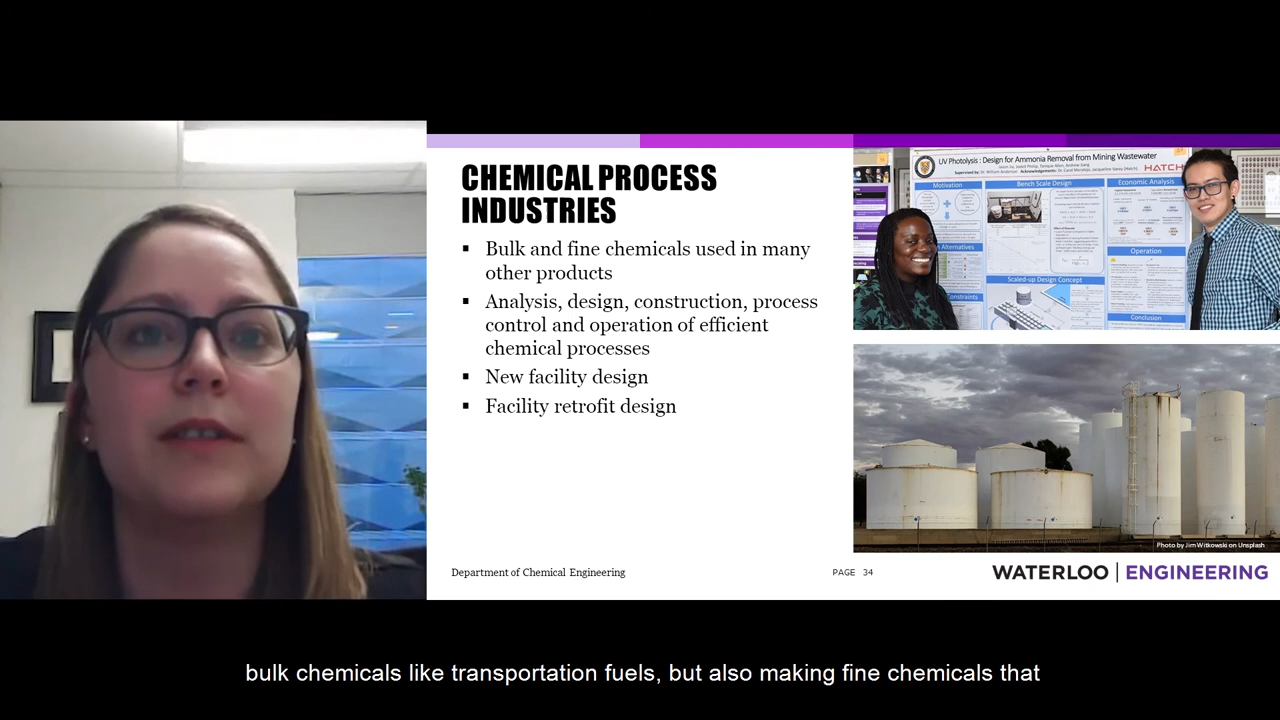 CHEMICAL PROCESS
INDUSTRIES
▪ Bulk and fine chemicals used in many
other products
▪ Analysis, design, construction, process
control and operation of efficient
chemical processes
▪ New facility design
▪ Facility retrofit design
UV Photolysis : Design for Ammonia Removal from Mining Wastewater
HATCH
Motivation
Bench Scale Design
Economic Analysis
Alternatives
Operation
Scaled-up Design Concept
Constraints
Conclusion
Photo by Jim Witkowski on Unsplash
Department of Chemical Engineering
PAGE 34
WATERLOO | ENGINEERING
bulk chemicals like transportation fuels, but also making fine chemicals that